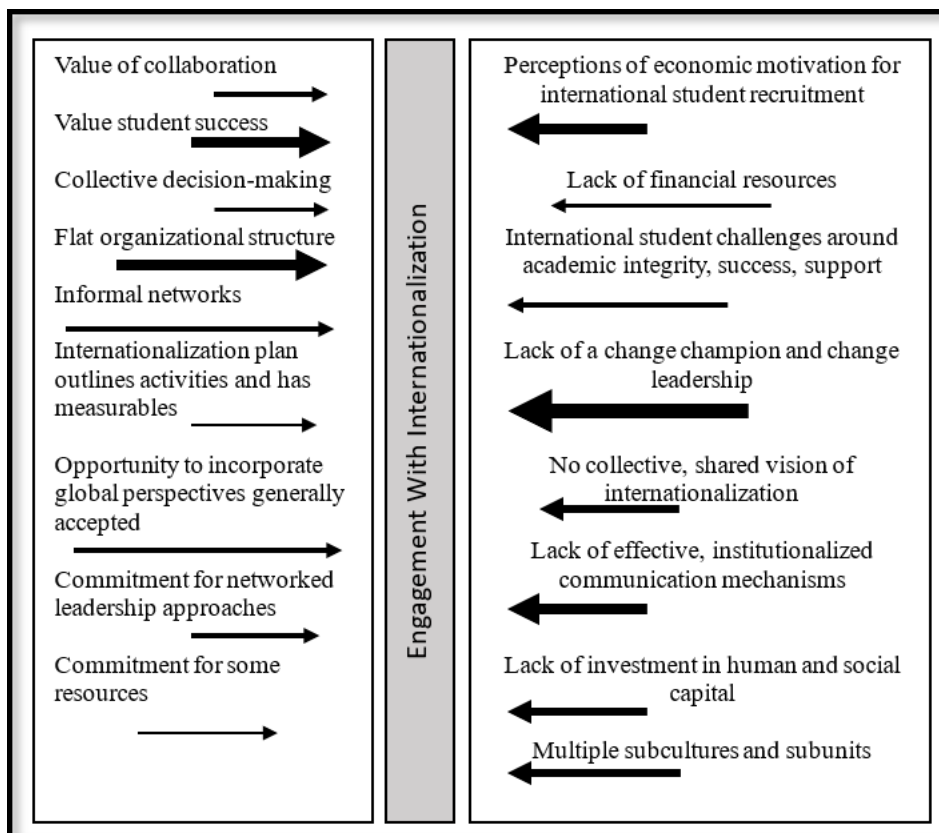 Value of collaboration
Value student success
Collective decision-making
Flat organizational structure
Informal networks
Internationalization plan
outlines activities and has
measurables
Opportunity to incorporate
global perspectives generally
accepted
Commitment for networked
leadership approaches
Commitment for some
resources
Engagement With Internationalization
Perceptions of economic motivation for
international student recruitment
Lack of financial resources
International student challenges around
academic integrity, success, support
Lack of a change champion and change
leadership
No collective, shared vision of
internationalization
Lack of effective, institutionalized
communication mechanisms
Lack of investment in human and social
capital
Multiple subcultures and subunits